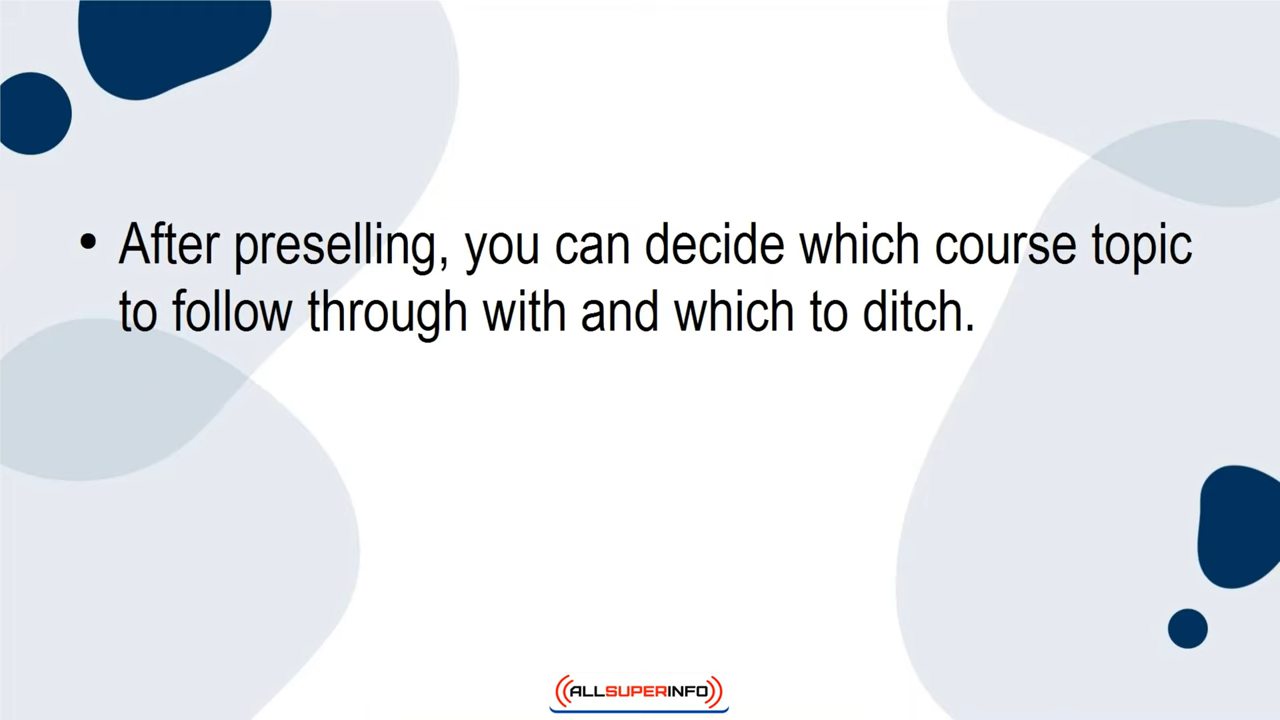 • After preselling, you can decide which course topic
to follow through with and which to ditch.
ALLSUPERINFO